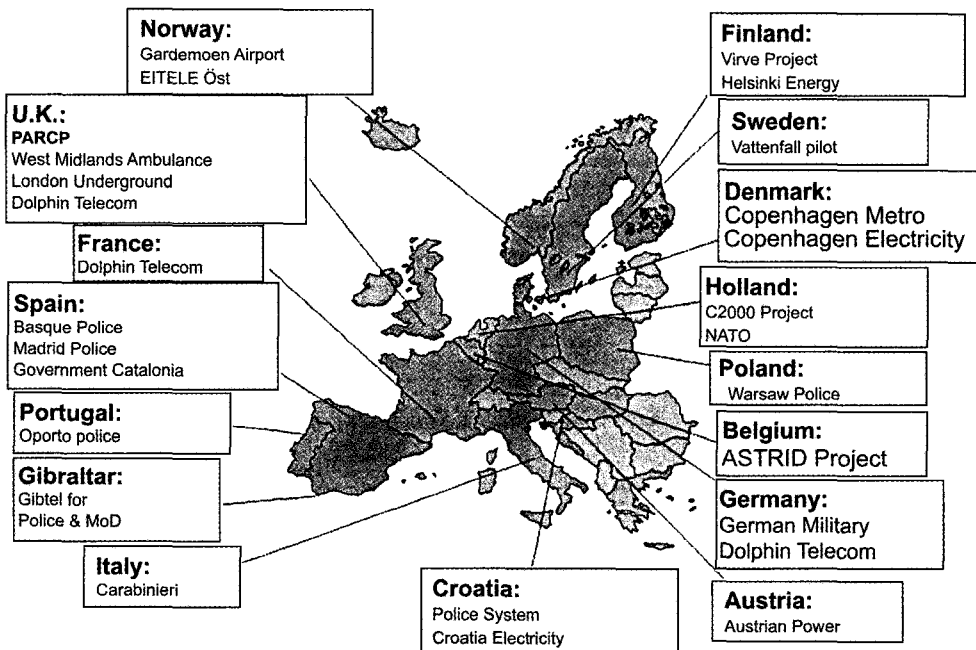 Norway:
Gardemoen Airport
EITELE Öst
U.K.:
PARCP
West Midlands Ambulance
London Underground
Dolphin Telecom
France:
Dolphin Telecom
Spain:
Basque Police
Madrid Police
Government Catalonia
Portugal:
Oporto police
Gibraltar:
Gibtel for
Police & MoD
Italy:
Carabinieri
Croatia:
Police System
Croatia Electricity
Finland:
Virve Project
Helsinki Energy
Sweden:
Vattenfall pilot
Denmark:
Copenhagen Metro
Copenhagen Electricity
Holland:
C2000 Project
NATO
Poland:
Warsaw Police
Belgium:
ASTRID Project
Germany:
German Military
Dolphin Telecom
Austria:
Austrian Power